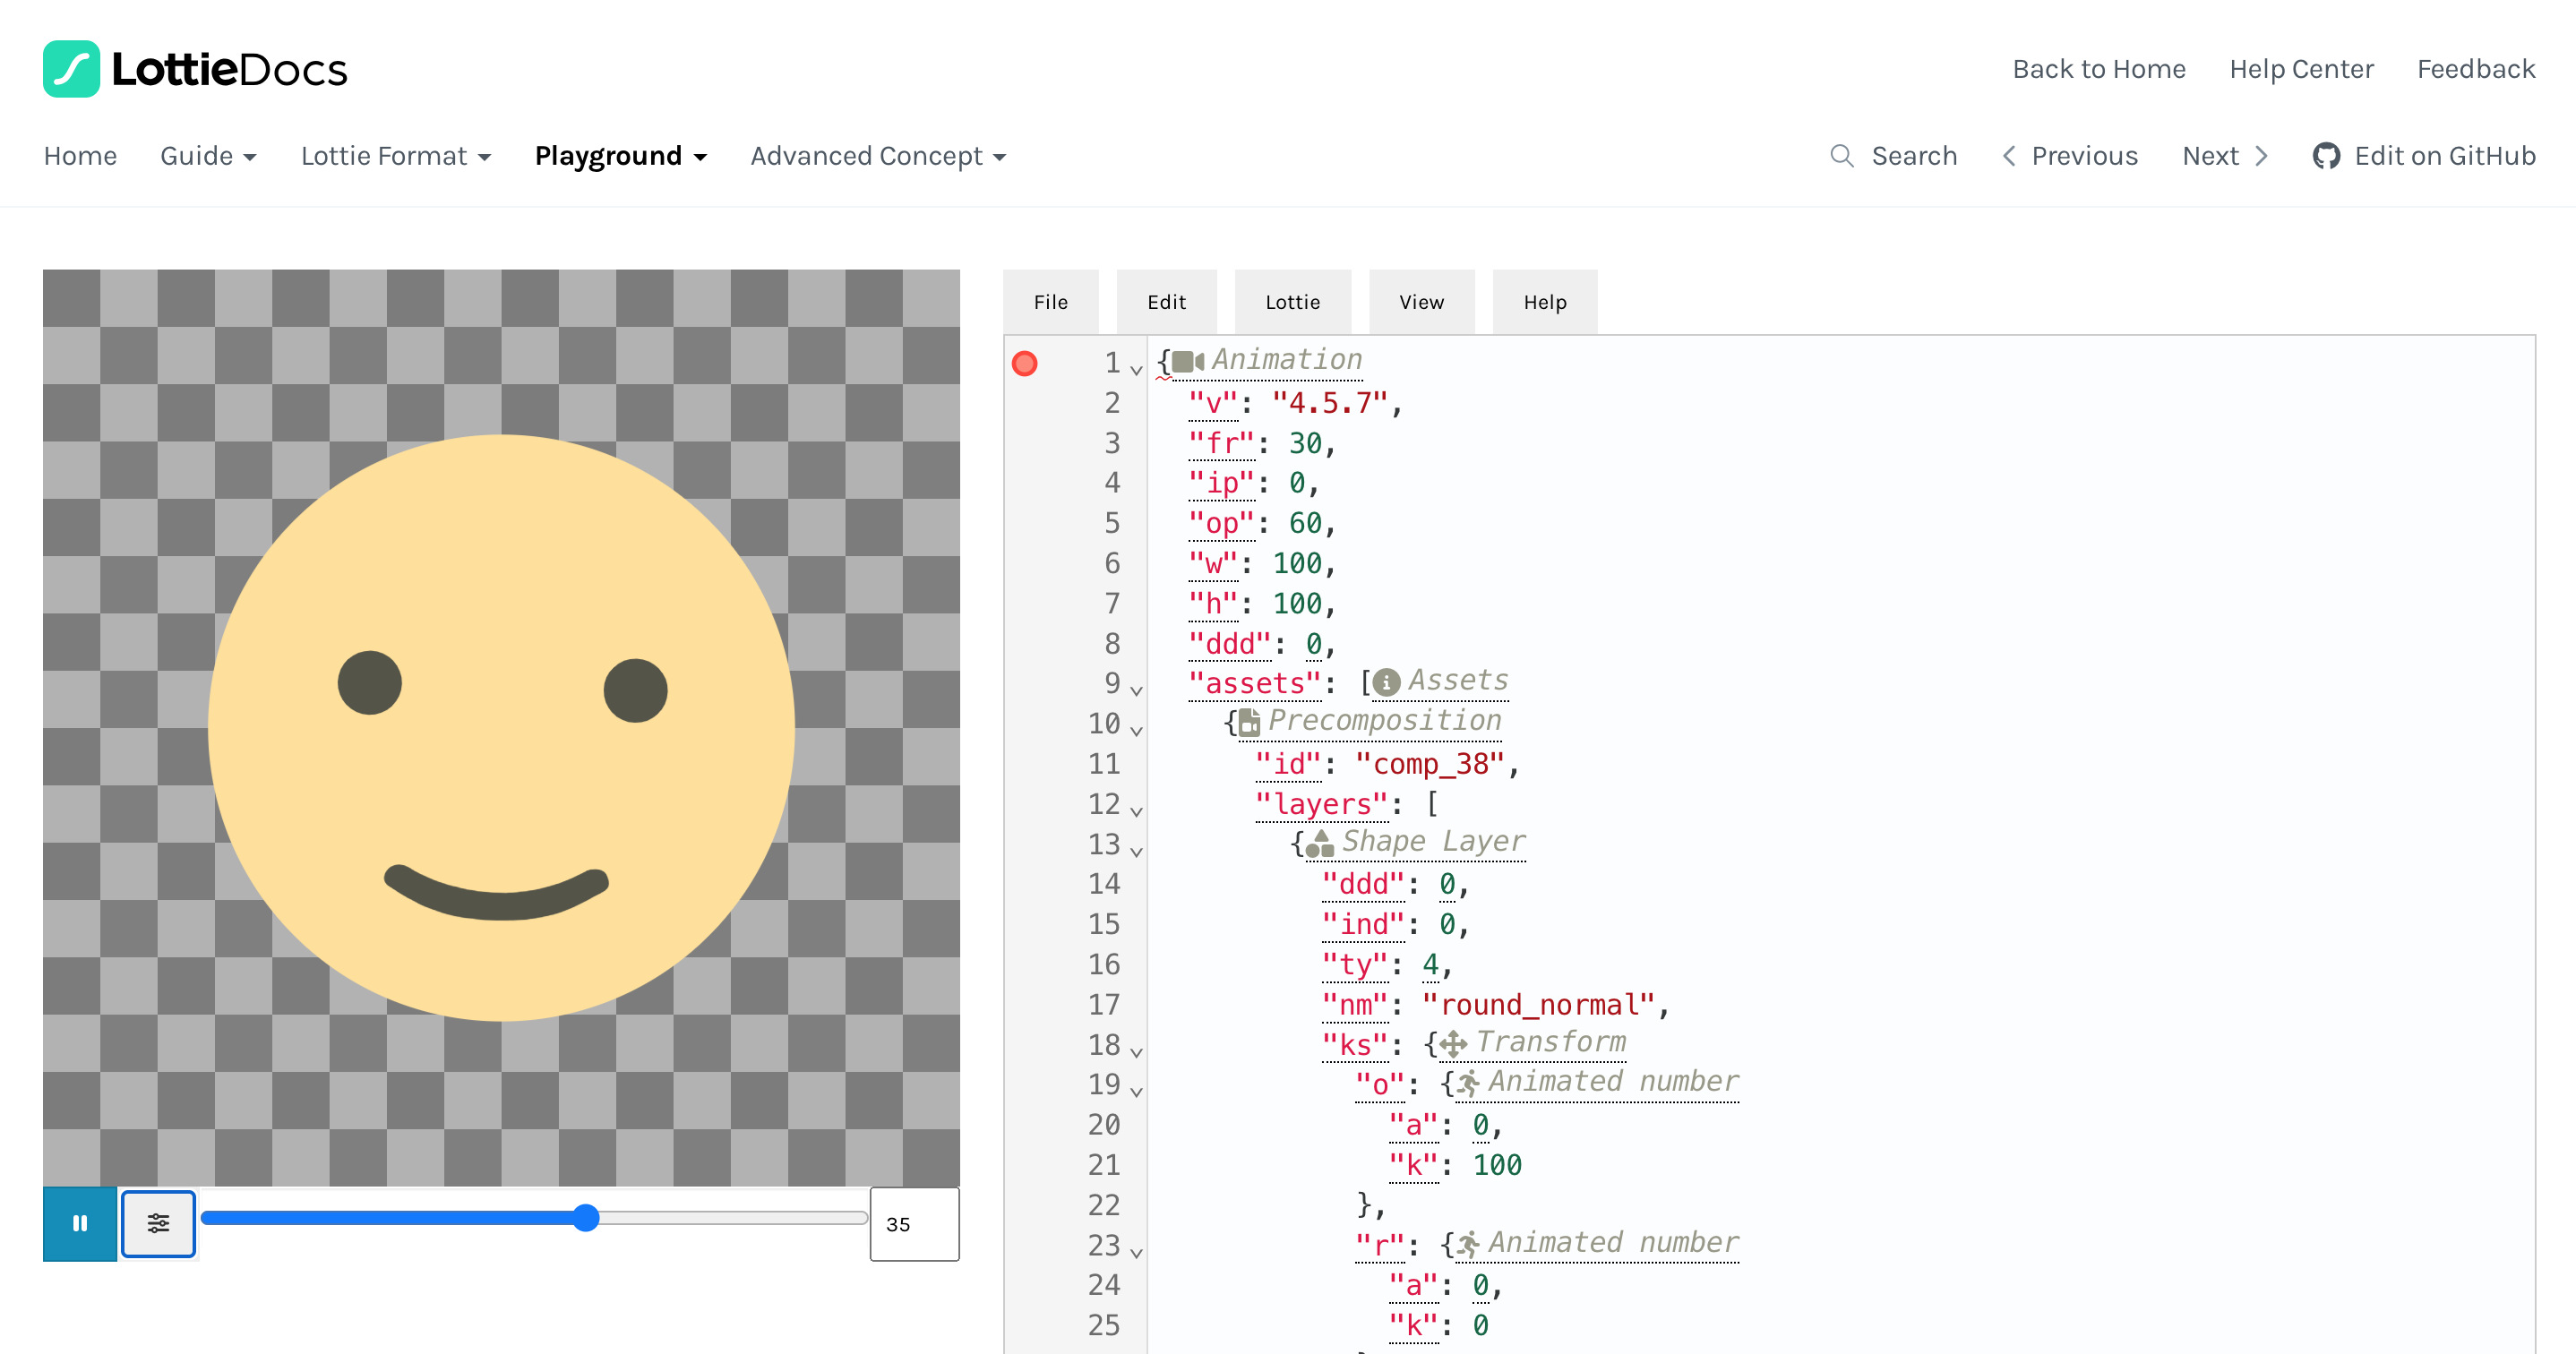 LottieDocs
Back to Home Help Center Feedback
Home Guide Lottie Format Playground Advanced Concept
Search Previous Next Edit on GitHub
File Edit Lottie View Help
1 { Animation
2 "v": "4.5.7",
3 "fr": 30,
4 "ip": 0,
5 "op": 60,
6 "w": 100,
7 "h": 100,
8 "ddd": 0,
9 "assets": [ Assets
10 { Precomposition
11 "id": "comp_38",
12 "layers": [
13 { Shape Layer
14 "ddd": 0,
15 "ind": 0,
16 "ty": 4,
17 "nm": "round_normal",
18 "ks": { Transform
19 "o": { Animated number
20 "a": 0,
21 "k": 100
22 },
23 "r": { Animated number
24 "a": 0,
25 "k": 0
35